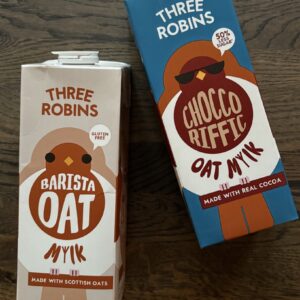 THREE
ROBINS
GLUTEN
FREE
BARISTA
OAT
MYLK
MADE WITH SCOTTISH OATS
THREE
ROBINS
50%
LESS
SUGAR*
CHOCCO
RIFFIC
OAT MYLK
MADE WITH REAL COCOA